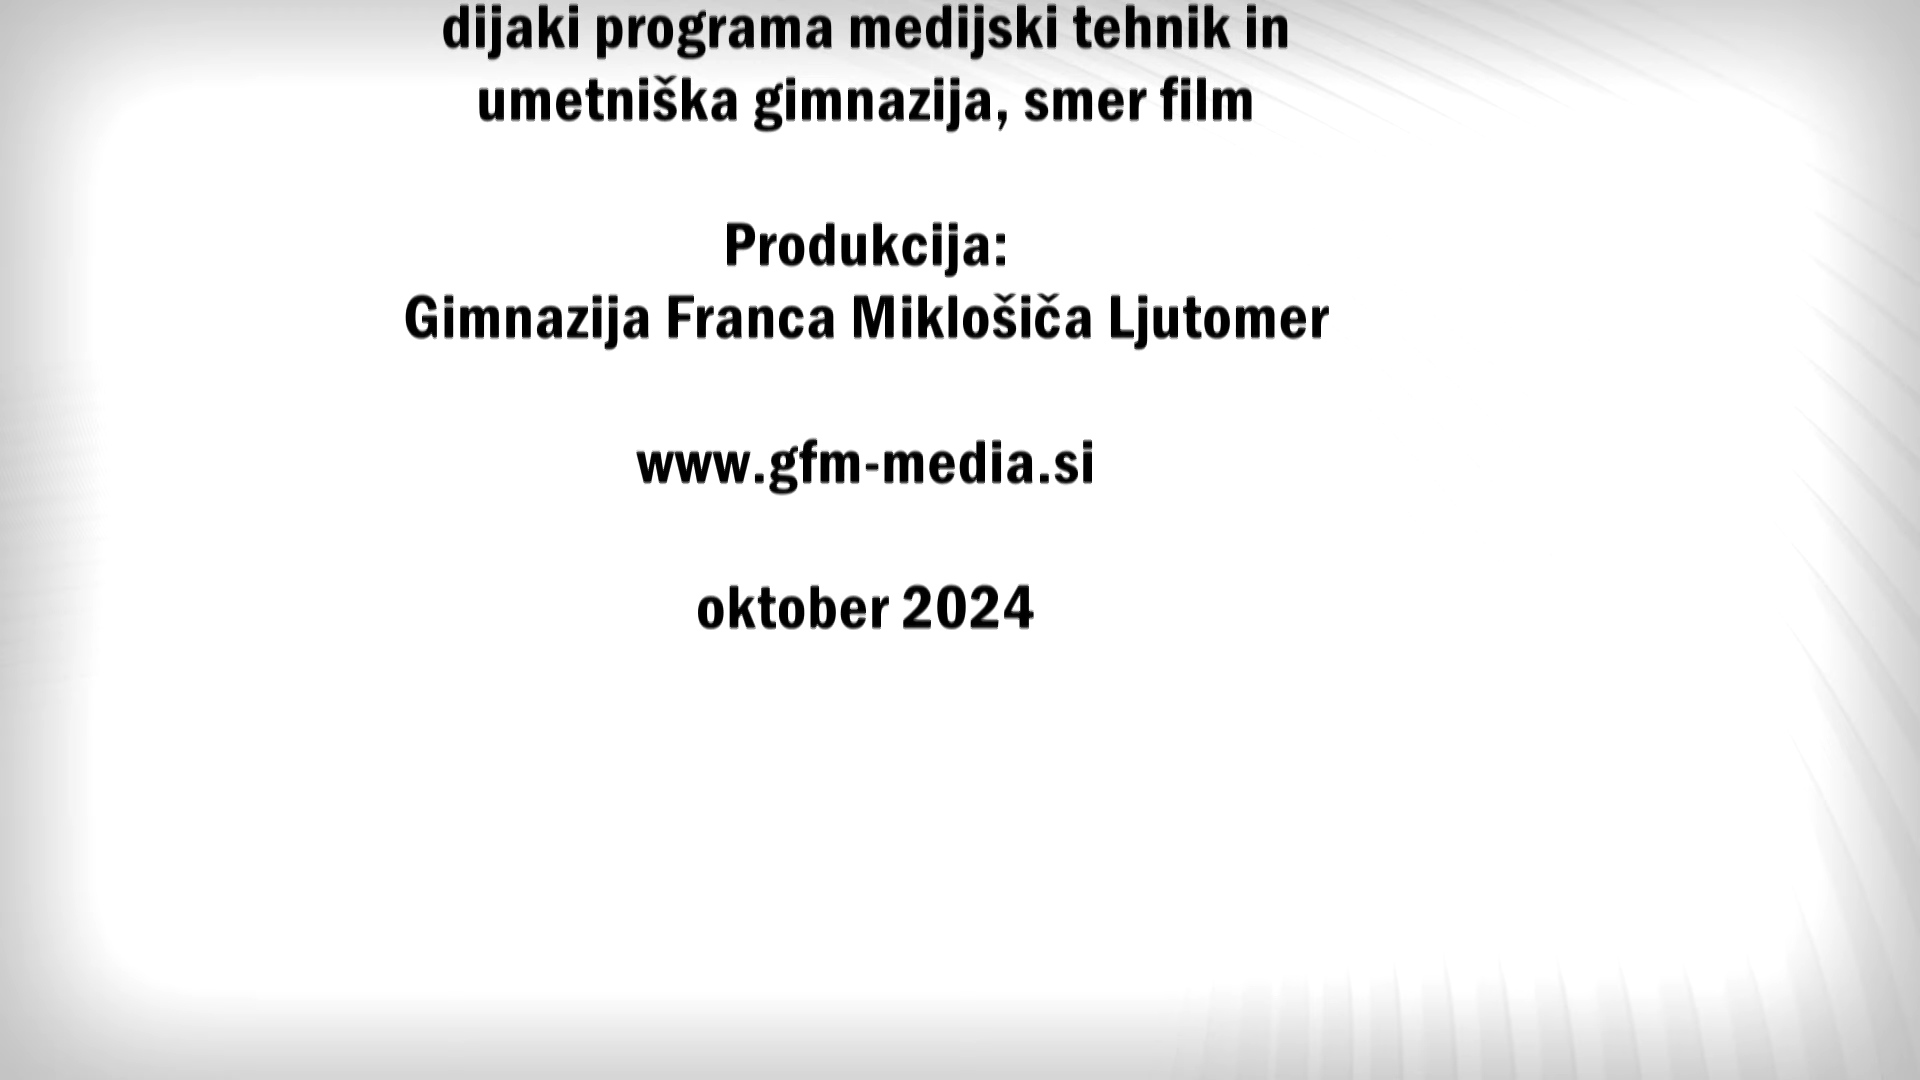 dijaki programa medijski tehnik in
umetniška gimnazija, smer film
Produkcija:
Gimnazija Franca Miklošiča Ljutomer
www.gfm-media.si
oktober 2024